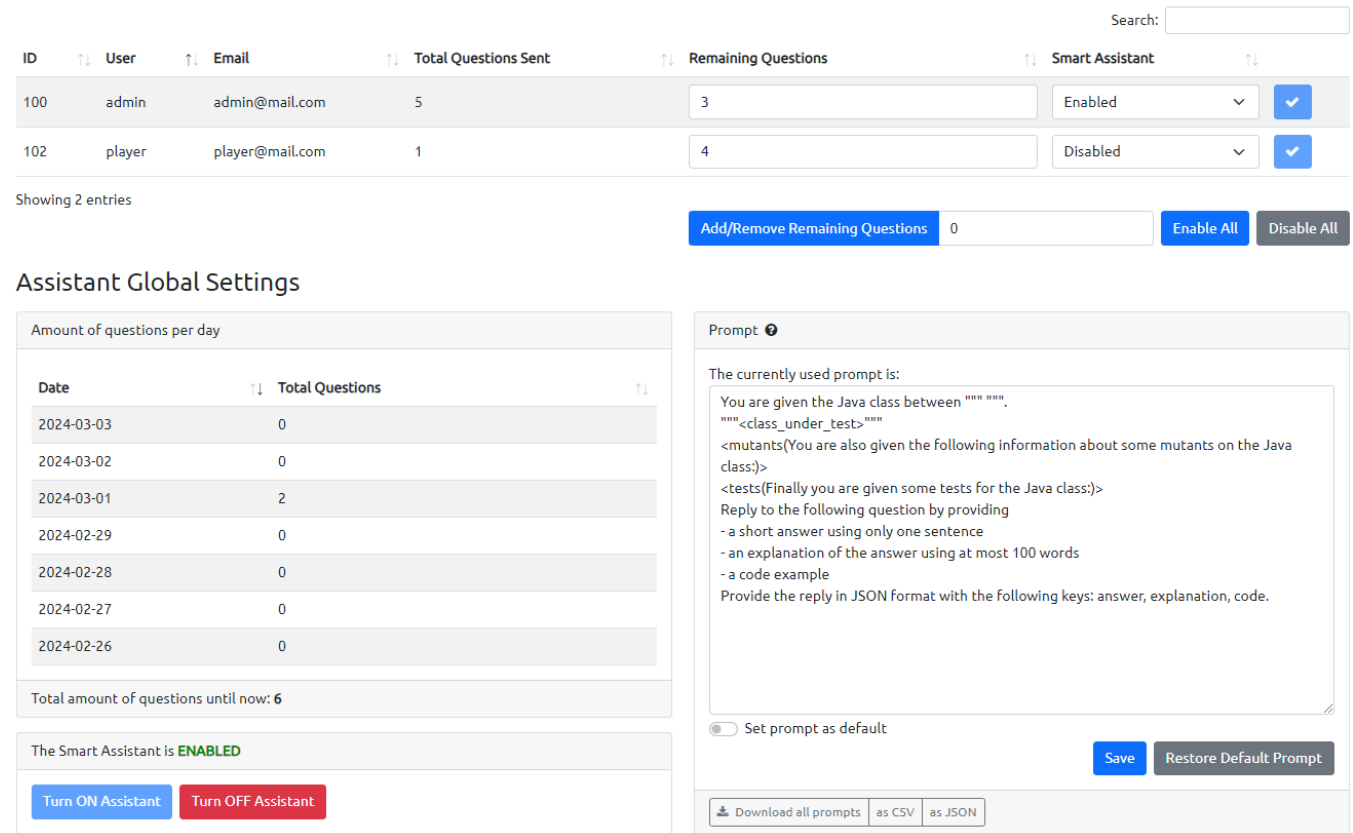 Search:
ID User Email Total Questions Sent Remaining Questions Smart Assistant
100 admin admin@mail.com 5 3 Enabled
102 player player@mail.com 1 4 Disabled
Showing 2 entries
Add/Remove Remaining Questions 0 Enable All Disable All
Assistant Global Settings
Amount of questions per day
Date Total Questions
2024-03-03 0
2024-03-02 0
2024-03-01 2
2024-02-29 0
2024-02-28 0
2024-02-27 0
2024-02-26 0
Total amount of questions until now: 6
The Smart Assistant is ENABLED
Turn ON Assistant Turn OFF Assistant
Prompt ?
The currently used prompt is:
You are given the Java class between """ """.
"""<class_under_test>"""
<mutants(You are also given the following information about some mutants on the Java
class:)>
<tests(Finally you are given some tests for the Java class:)>
Reply to the following question by providing
- a short answer using only one sentence
- an explanation of the answer using at most 100 words
- a code example
Provide the reply in JSON format with the following keys: answer, explanation, code.
Set prompt as default
Save Restore Default Prompt
Download all prompts as CSV as JSON